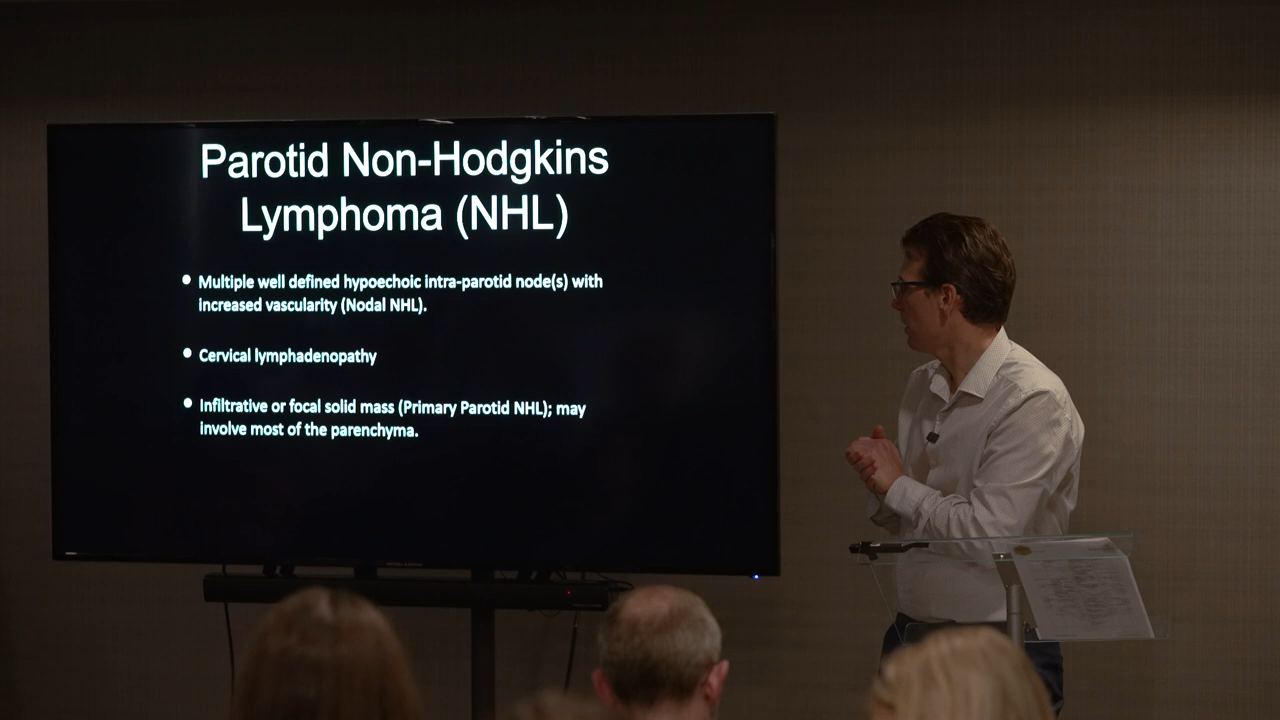 Parotid Non-Hodgkins
Lymphoma (NHL)
• Multiple well defined hypoechoic intra-parotid node(s) with
increased vascularity (Nodal NHL).
• Cervical lymphadenopathy
• Infiltrative or focal solid mass (Primary Parotid NHL); may
involve most of the parenchyma.